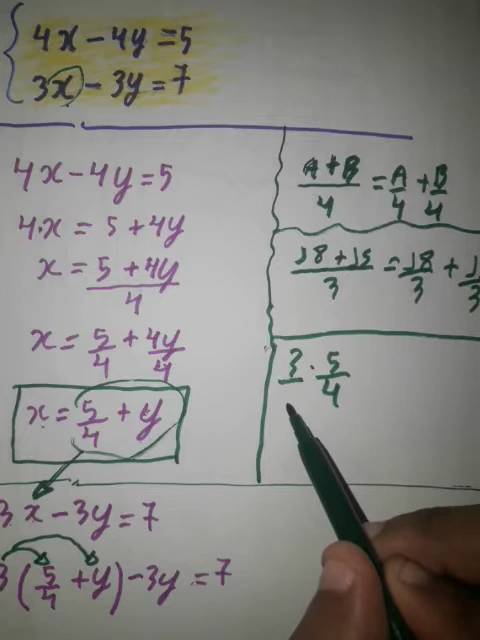 4x - 4y = 5
3x - 3y = 7
4x - 4y = 5
4·x = 5 + 4y
x = 5 + 4y / 4
x = 5/4 + 4y/4
x = 5/4 + y
A + B / 4 = A/4 + B/4
18 + 15 / 3 = 18/3 +
3 · 5/4
3x - 3y = 7
3(5/4 + y) - 3y = 7